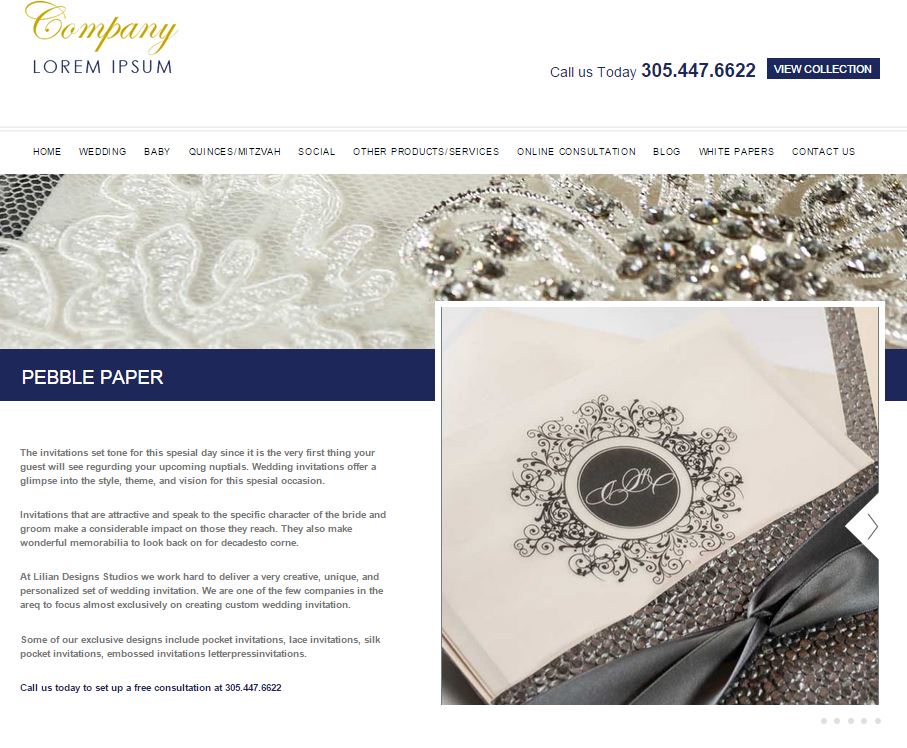 Company
LOREM IPSUM
Call us Today 305.447.6622 VIEW COLLECTION
HOME WEDDING BABY QUINCES/MITZVAH SOCIAL OTHER PRODUCTS/SERVICES ONLINE CONSULTATION BLOG WHITE PAPERS CONTACT US
PEBBLE PAPER
The invitations set tone for this spesial day since it is the very first thing your
guest will see regurding your upcoming nuptials. Wedding invitations offer a
glimpse into the style, theme, and vision for this spesial occasion.
Invitations that are attractive and speak to the specific character of the bride and
groom make a considerable impact on those they reach. They also make
wonderful memorabilia to look back on for decadesto corne.
At Lilian Designs Studios we work hard to deliver a very creative, unique, and
personalized set of wedding invitation. We are one of the few companies in the
areq to focus almost exclusively on creating custom wedding invitation.
Some of our exclusive designs include pocket invitations, lace invitations, silk
pocket invitations, embossed invitations letterpressinvitations.
Call us today to set up a free consultation at 305.447.6622